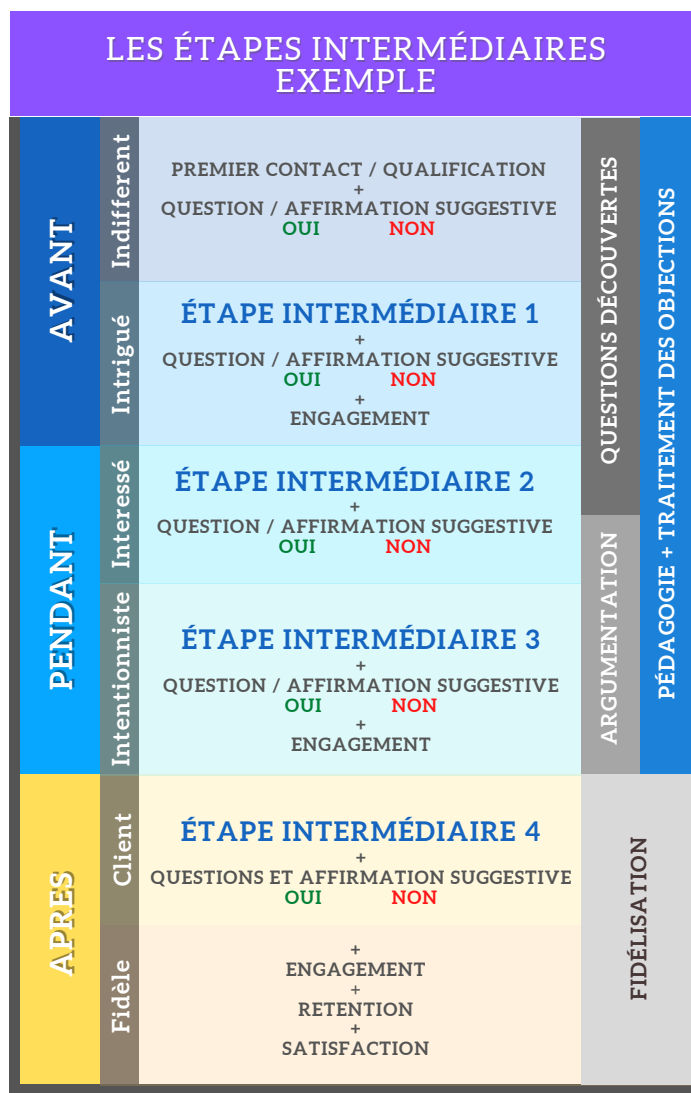 LES ÉTAPES INTERMÉDIAIRES
EXEMPLE
AVANT
Indifferent
PREMIER CONTACT / QUALIFICATION
+
QUESTION / AFFIRMATION SUGGESTIVE
OUI NON
Intrigué
ÉTAPE INTERMÉDIAIRE 1
+
QUESTION / AFFIRMATION SUGGESTIVE
OUI NON
+
ENGAGEMENT
PENDANT
Interessé
ÉTAPE INTERMÉDIAIRE 2
+
QUESTION / AFFIRMATION SUGGESTIVE
OUI NON
Intentionniste
ÉTAPE INTERMÉDIAIRE 3
+
QUESTION / AFFIRMATION SUGGESTIVE
OUI NON
+
ENGAGEMENT
APRES
Client
ÉTAPE INTERMÉDIAIRE 4
+
QUESTIONS ET AFFIRMATION SUGGESTIVE
OUI NON
Fidèle
+
ENGAGEMENT
+
RETENTION
+
SATISFACTION
QUESTIONS DÉCOUVERTES
ARGUMENTATION
PÉDAGOGIE + TRAITEMENT DES OBJECTIONS
FIDÉLISATION